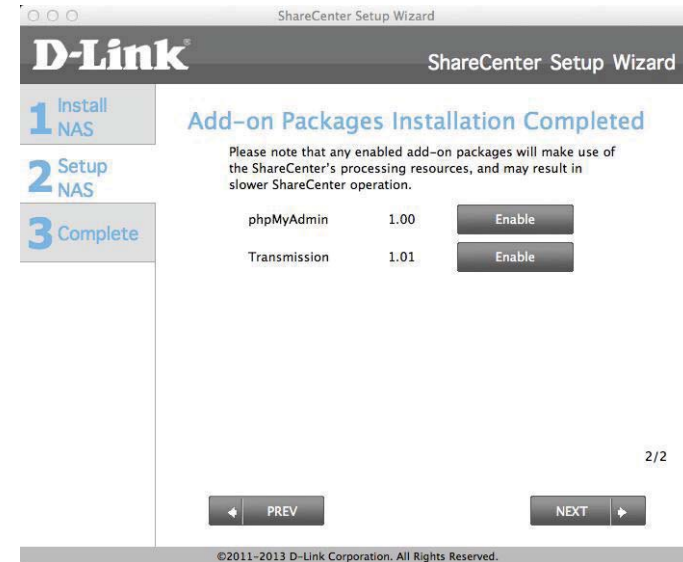 ShareCenter Setup Wizard
D-Link®
ShareCenter Setup Wizard
1 Install
NAS
2 Setup
NAS
3 Complete
Add-on Packages Installation Completed
Please note that any enabled add-on packages will make use of
the ShareCenter's processing resources, and may result in
slower ShareCenter operation.
phpMyAdmin 1.00 Enable
Transmission 1.01 Enable
2/2
PREV
NEXT
©2011-2013 D-Link Corporation. All Rights Reserved.